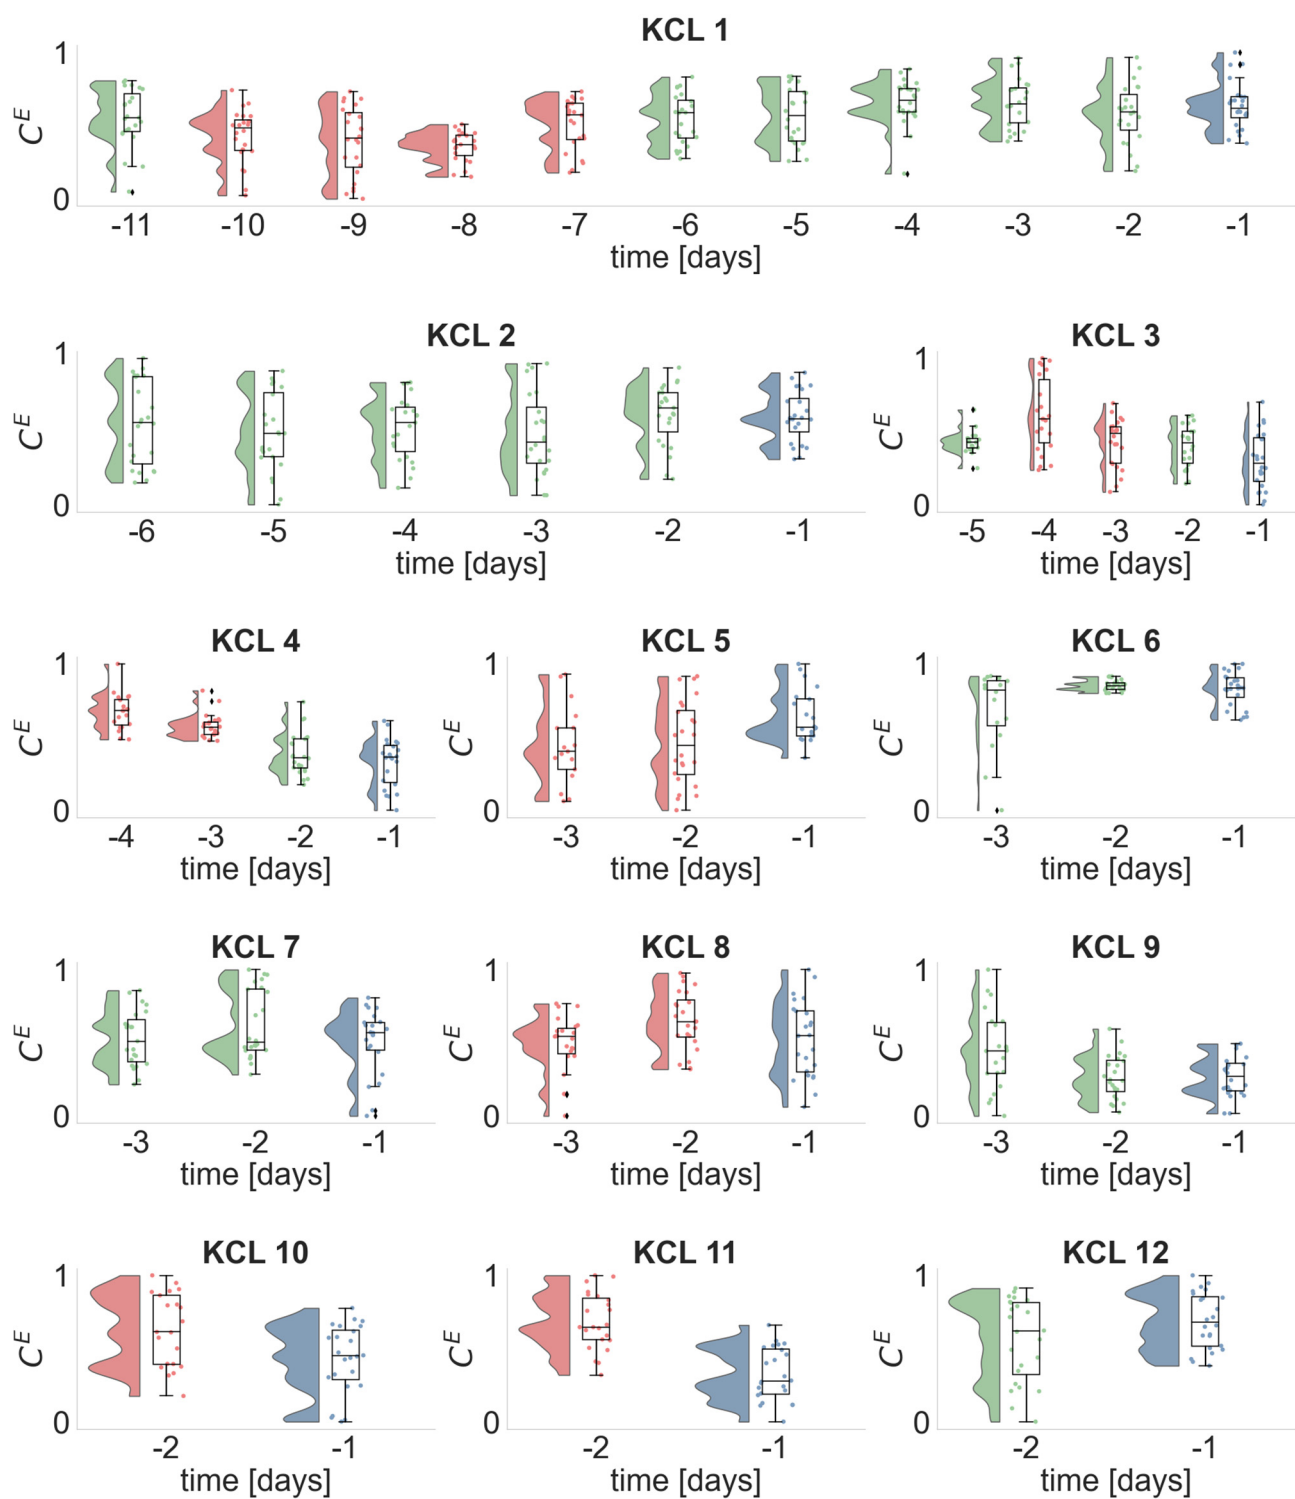 KCL 1
1
C^E
0
-11 -10 -9 -8 -7 -6 -5 -4 -3 -2 -1
time [days]
KCL 2
1
C^E
0
-6 -5 -4 -3 -2 -1
time [days]
KCL 3
1
C^E
0
-5 -4 -3 -2 -1
time [days]
KCL 4
1
C^E
0
-4 -3 -2 -1
time [days]
KCL 5
1
C^E
0
-3 -2 -1
time [days]
KCL 6
1
C^E
0
-3 -2 -1
time [days]
KCL 7
1
C^E
0
-3 -2 -1
time [days]
KCL 8
1
C^E
0
-3 -2 -1
time [days]
KCL 9
1
C^E
0
-3 -2 -1
time [days]
KCL 10
1
C^E
0
-2 -1
time [days]
KCL 11
1
C^E
0
-2 -1
time [days]
KCL 12
1
C^E
0
-2 -1
time [days]